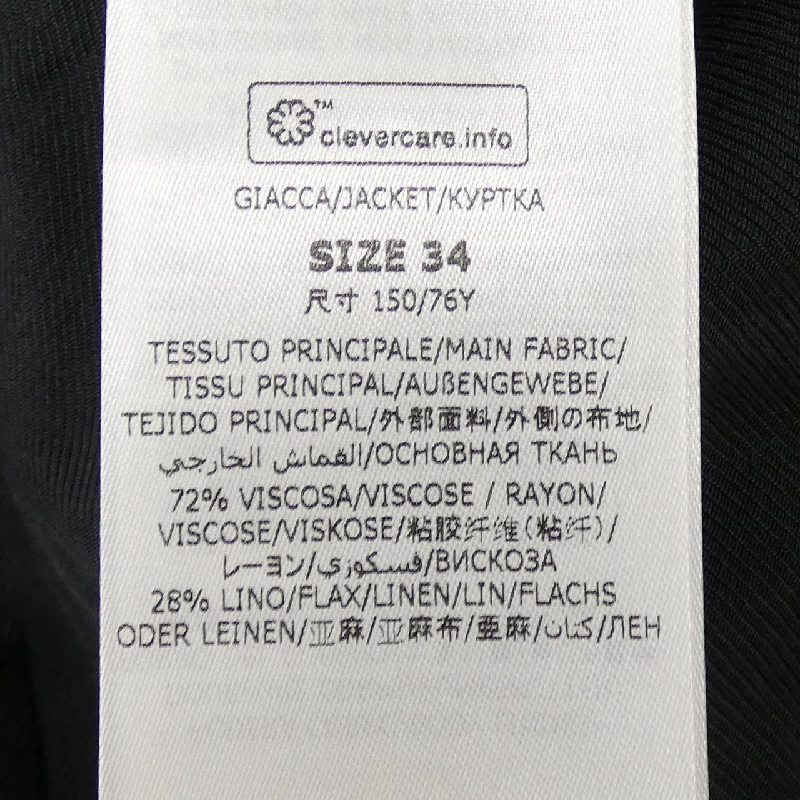 ™
clevercare.info
GIACCA/JACKET/КУРТКА
SIZE 34
尺寸 150/76Y
TESSUTO PRINCIPALE/MAIN FABRIC/
TISSU PRINCIPAL/AUßENGEWEBE/
TEJIDO PRINCIPAL/外部面料/外側の布地/
القماش الخارجي/ОСНОВНАЯ ТКАНЬ
72% VISCOSA/VISCOSE / RAYON/
VISCOSE/VISKOSE/粘胶纤维(粘纤)/
レーヨン/فسكوزي/ВИСКОЗА
28% LINO/FLAX/LINEN/LIN/FLACHS
ODER LEINEN/亚麻/亚麻布/亜麻/كتان/ЛЕН